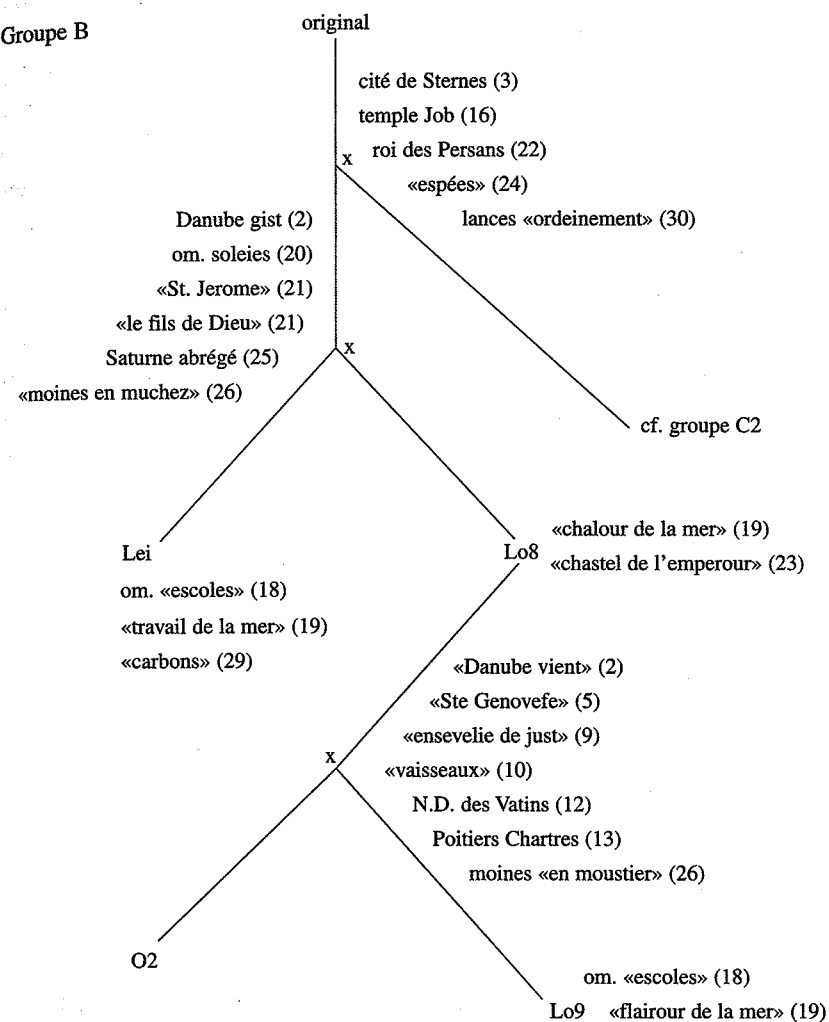 Groupe B
original
cité de Sternes (3)
temple Job (16)
x
roi des Persans (22)
«espées» (24)
lances «ordeinement» (30)
Danube gist (2)
om. soleies (20)
«St. Jerome» (21)
«le fils de Dieu» (21)
Saturne abrégé (25)
«moines en muchez» (26)
x
cf. groupe C2
Lei
om. «escoles» (18)
«travail de la mer» (19)
«carbons» (29)
Lo8
«chalour de la mer» (19)
«chastel de l'emperour» (23)
«Danube vient» (2)
«Ste Genovefe» (5)
«ensevelie de just» (9)
x
«vaisseaux» (10)
N.D. des Vatins (12)
Poitiers Chartres (13)
moines «en moustier» (26)
O2
om. «escoles» (18)
Lo9 «flairour de la mer» (19)